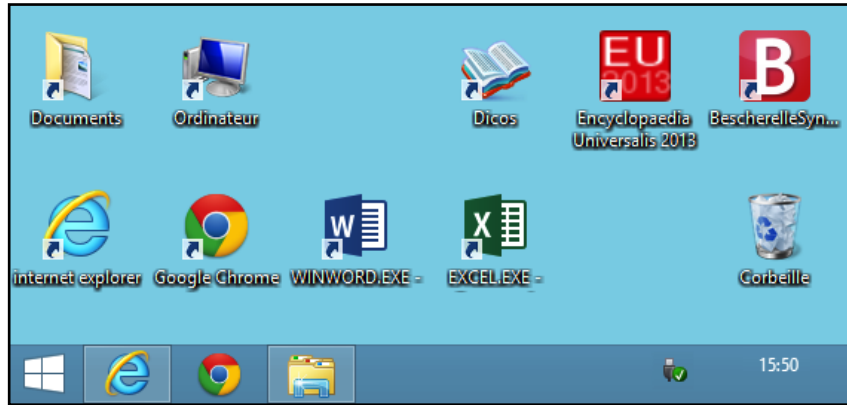 EU
2013
B
Documents
Ordinateur
Dicos
Encyclopaedia
Universalis 2013
BescherelleSyn...
W
X
internet explorer
Google Chrome
WINWORD.EXE -
EXCEL.EXE -
Corbeille
15:50